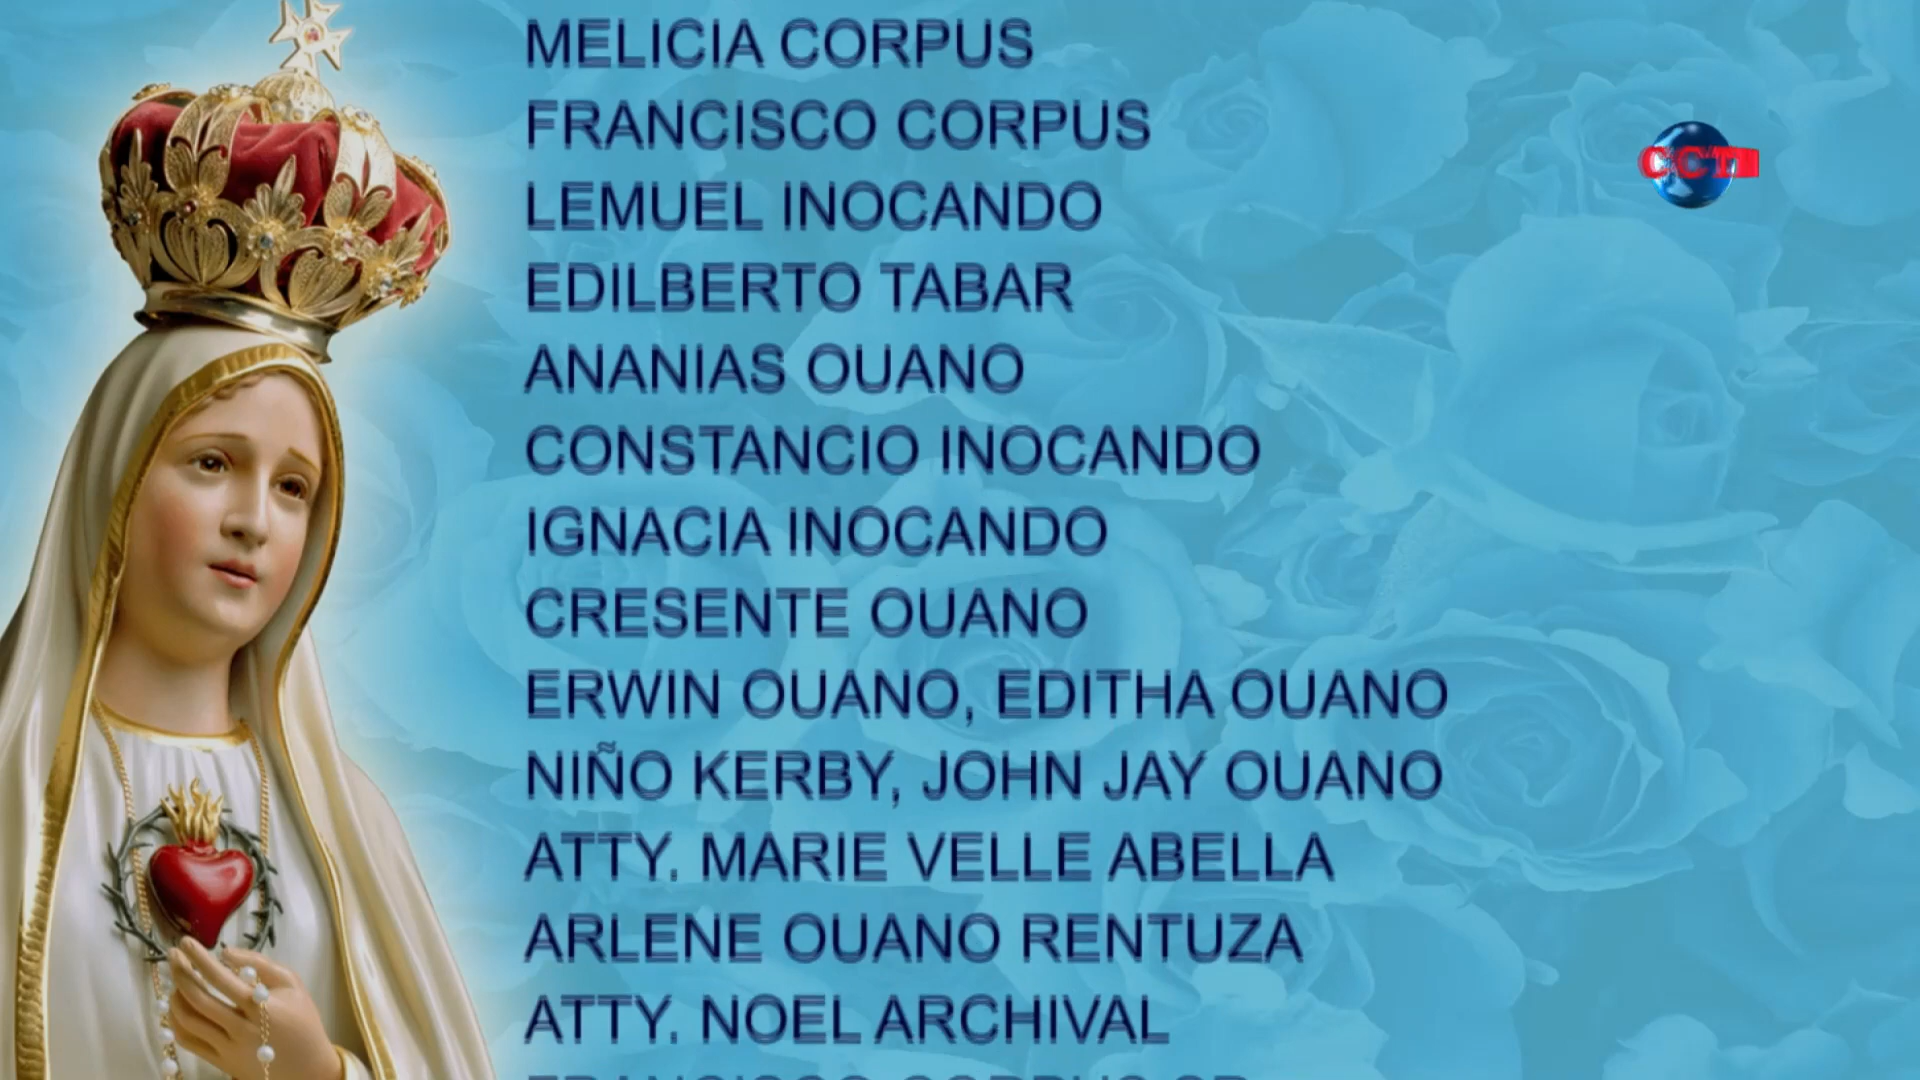 MELICIA CORPUS
FRANCISCO CORPUS
LEMUEL INOCANDO
EDILBERTO TABAR
ANANIAS OUANO
CONSTANCIO INOCANDO
IGNACIA INOCANDO
CRESENTE OUANO
ERWIN OUANO, EDITHA OUANO
NIÑO KERBY, JOHN JAY OUANO
ATTY. MARIE VELLE ABELLA
ARLENE OUANO RENTUZA
ATTY. NOEL ARCHIVAL